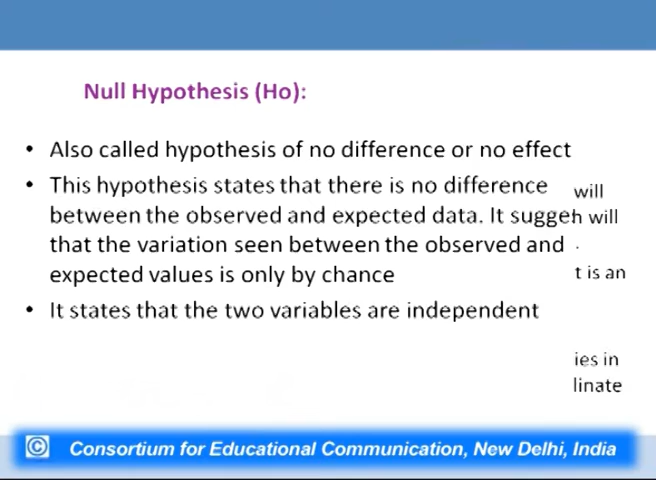 Null Hypothesis (Ho):
• Also called hypothesis of no difference or no effect
• This hypothesis states that there is no difference
will
between the observed and expected data. It sugge
will
that the variation seen between the observed and
expected values is only by chance
t is an
• It states that the two variables are independent
ies in
linate
© Consortium for Educational Communication, New Delhi, India